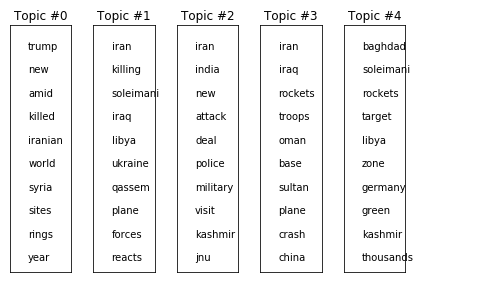 Topic #0
trump
new
amid
killed
iranian
world
syria
sites
rings
year
Topic #1
iran
killing
soleimani
iraq
libya
ukraine
qassem
plane
forces
reacts
Topic #2
iran
india
new
attack
deal
police
military
visit
kashmir
jnu
Topic #3
iran
iraq
rockets
troops
oman
base
sultan
plane
crash
china
Topic #4
baghdad
soleimani
rockets
target
libya
zone
germany
green
kashmir
thousands